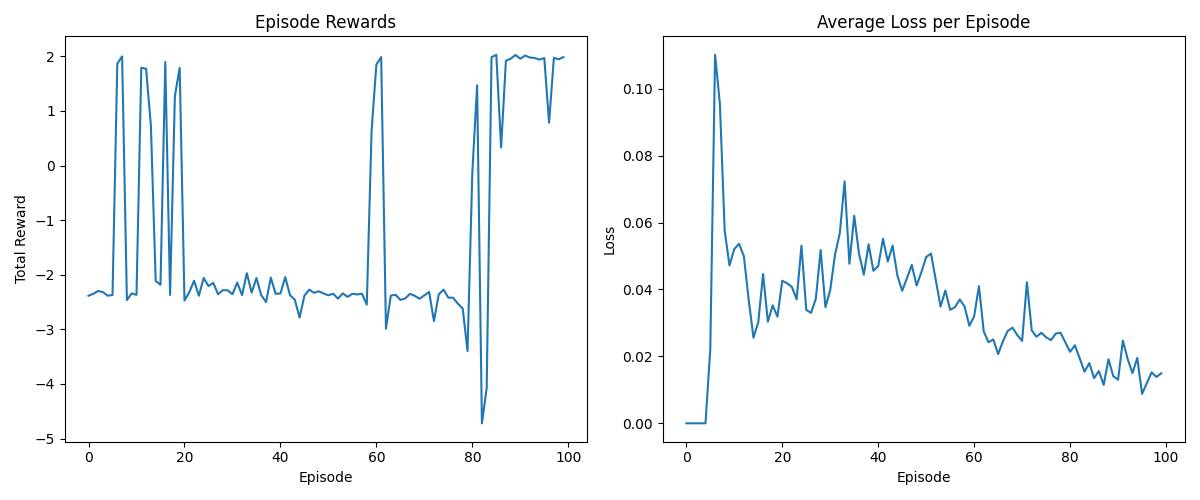 Episode Rewards
Total Reward
2
1
0
−1
−2
−3
−4
−5
0 20 40 60 80 100
Episode
Average Loss per Episode
Loss
0.10
0.08
0.06
0.04
0.02
0.00
0 20 40 60 80 100
Episode